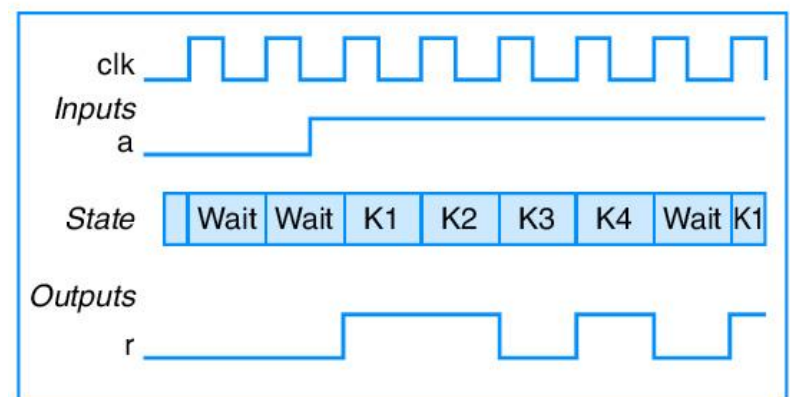 clk
Inputs
a
State Wait Wait K1 K2 K3 K4 Wait K1
Outputs
r